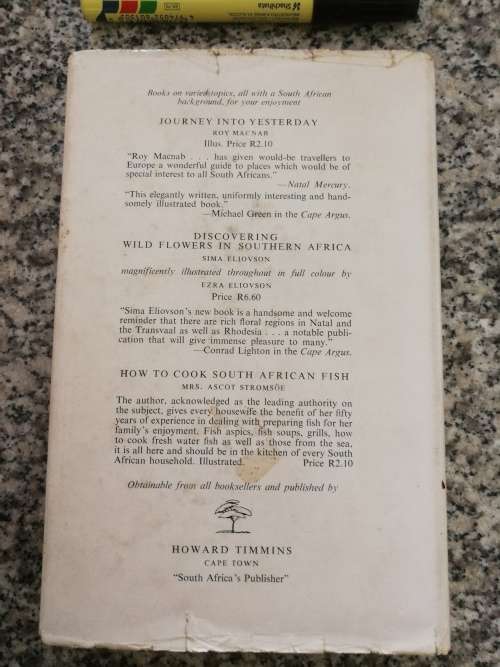 Shachihata
Books on varied topics, all with a South African
background, for your enjoyment
JOURNEY INTO YESTERDAY
ROY MACNAB
Illus. Price R2.10
"Roy Macnab . . . has given would-be travellers to
Europe a wonderful guide to places which would be of
special interest to all South Africans."
—Natal Mercury.
"This elegantly written, uniformly interesting and hand-
somely illustrated book."
—Michael Green in the Cape Argus.
DISCOVERING
WILD FLOWERS IN SOUTHERN AFRICA
SIMA ELIOVSON
magnificently illustrated throughout in full colour by
EZRA ELIOVSON
Price R6.60
"Sima Eliovson's new book is a handsome and welcome
reminder that there are rich floral regions in Natal and
the Transvaal as well as Rhodesia . . . a notable publi-
cation that will give immense pleasure to many."
—Conrad Lighton in the Cape Argus.
HOW TO COOK SOUTH AFRICAN FISH
MRS. ASCOT STROMSÖE
The author, acknowledged as the leading authority on
the subject, gives every housewife the benefit of her fifty
years of experience in dealing with preparing fish for her
family's enjoyment. Fish aspics, fish soups, grills, how
to cook fresh water fish as well as those from the sea,
it is all here and should be in the kitchen of every South
African household. Illustrated. Price R2.10
Obtainable from all booksellers and published by
HOWARD TIMMINS
CAPE TOWN
"South Africa's Publisher"